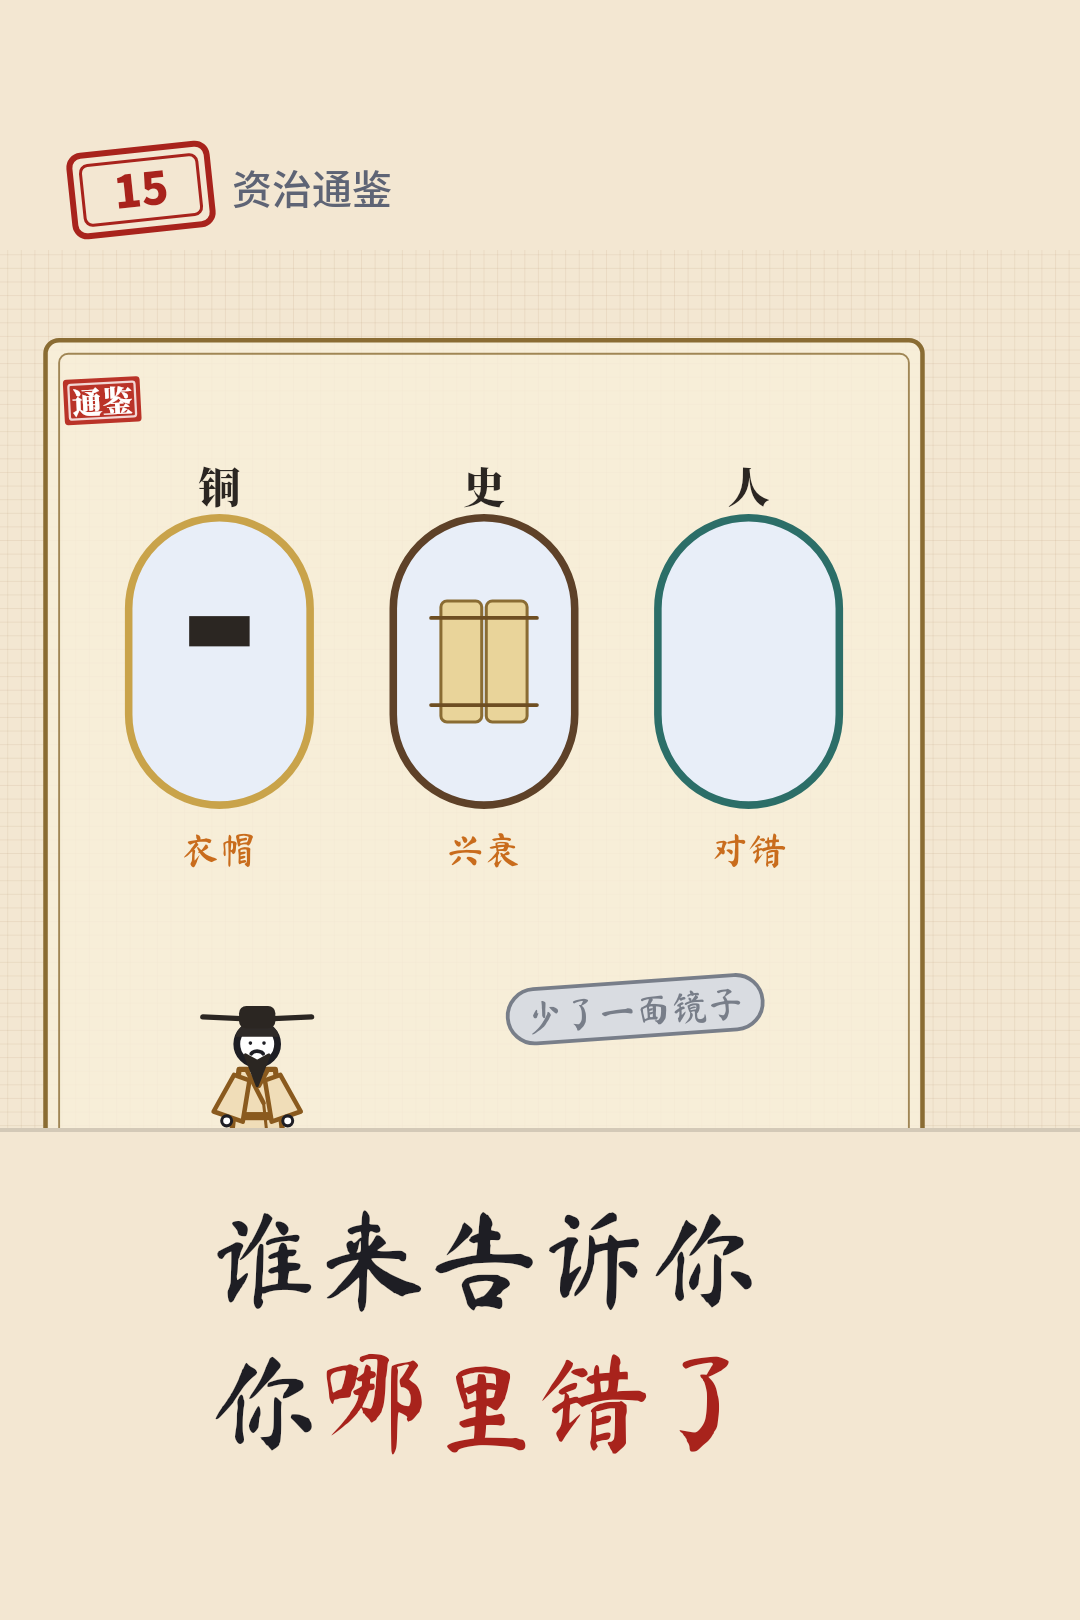 15
资治通鉴
通鉴
铜 史 人
衣帽 兴衰 对错
少了一面镜子
谁来告诉你
你哪里错了